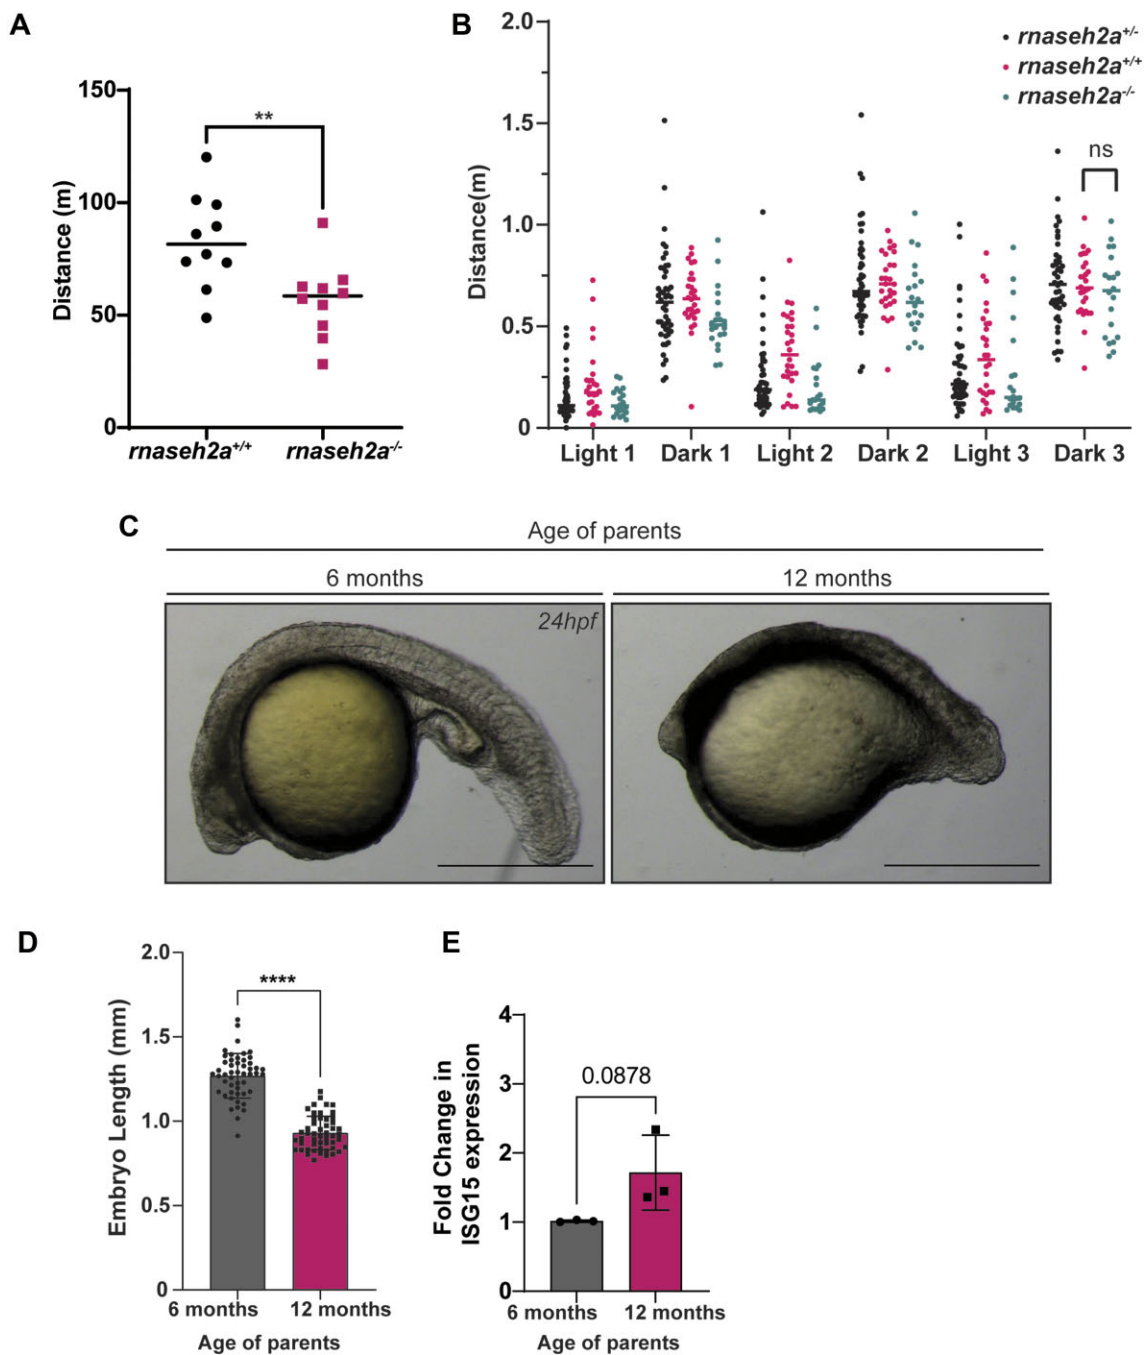 A
150
100
50
0
Distance (m)
**
rnaseh2a+/+
rnaseh2a-/-
B
2.0
1.5
1.0
0.5
0
Distance(m)
rnaseh2a+/-
rnaseh2a+/+
rnaseh2a-/-
ns
Light 1
Dark 1
Light 2
Dark 2
Light 3
Dark 3
C
Age of parents
6 months
12 months
24hpf
D
2.0
1.5
1.0
0.5
0
Embryo Length (mm)
****
6 months
12 months
Age of parents
E
4
3
2
1
0
Fold Change in
ISG15 expression
0.0878
6 months
12 months
Age of parents